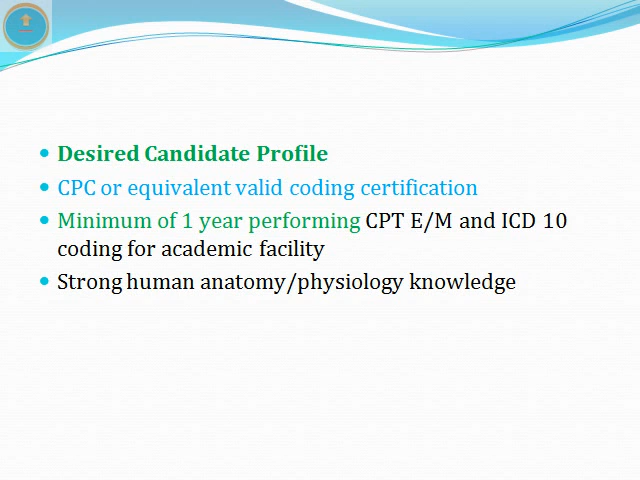 Desired Candidate Profile
CPC or equivalent valid coding certification
Minimum of 1 year performing CPT E/M and ICD 10
coding for academic facility
Strong human anatomy/physiology knowledge